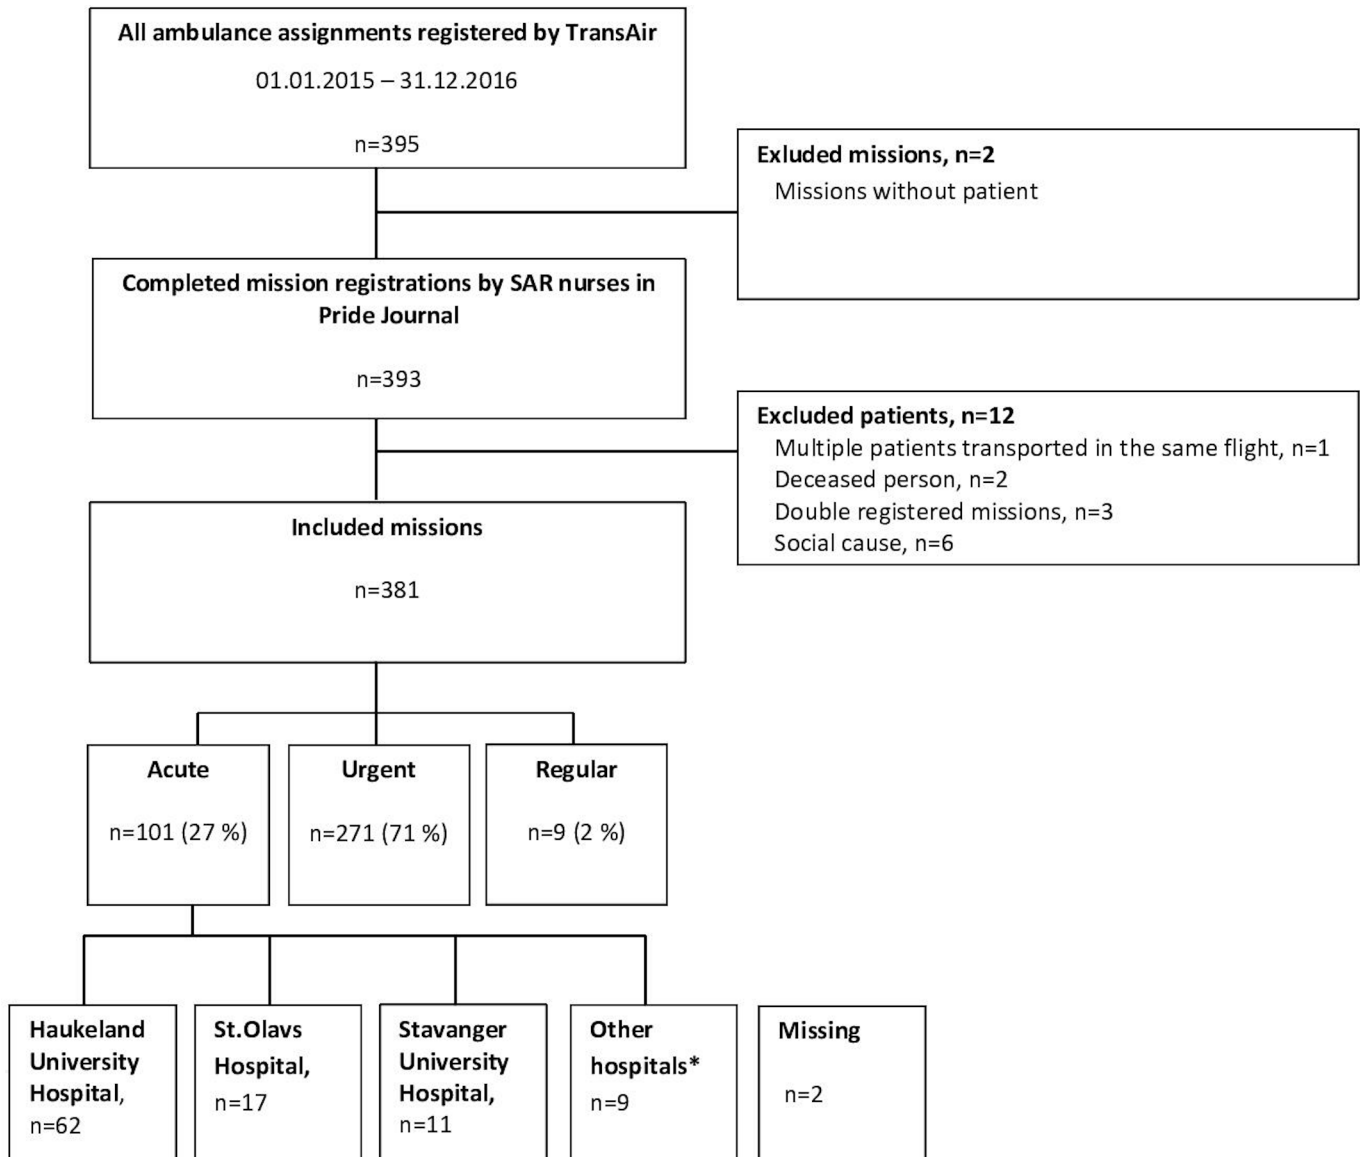 All ambulance assignments registered by TransAir
01.01.2015 – 31.12.2016
n=395
Exluded missions, n=2
Missions without patient
Completed mission registrations by SAR nurses in
Pride Journal
n=393
Excluded patients, n=12
Multiple patients transported in the same flight, n=1
Deceased person, n=2
Double registered missions, n=3
Social cause, n=6
Included missions
n=381
Acute
n=101 (27 %)
Urgent
n=271 (71 %)
Regular
n=9 (2 %)
Haukeland
University
Hospital,
n=62
St.Olavs
Hospital,
n=17
Stavanger
University
Hospital,
n=11
Other
hospitals*
n=9
Missing
n=2